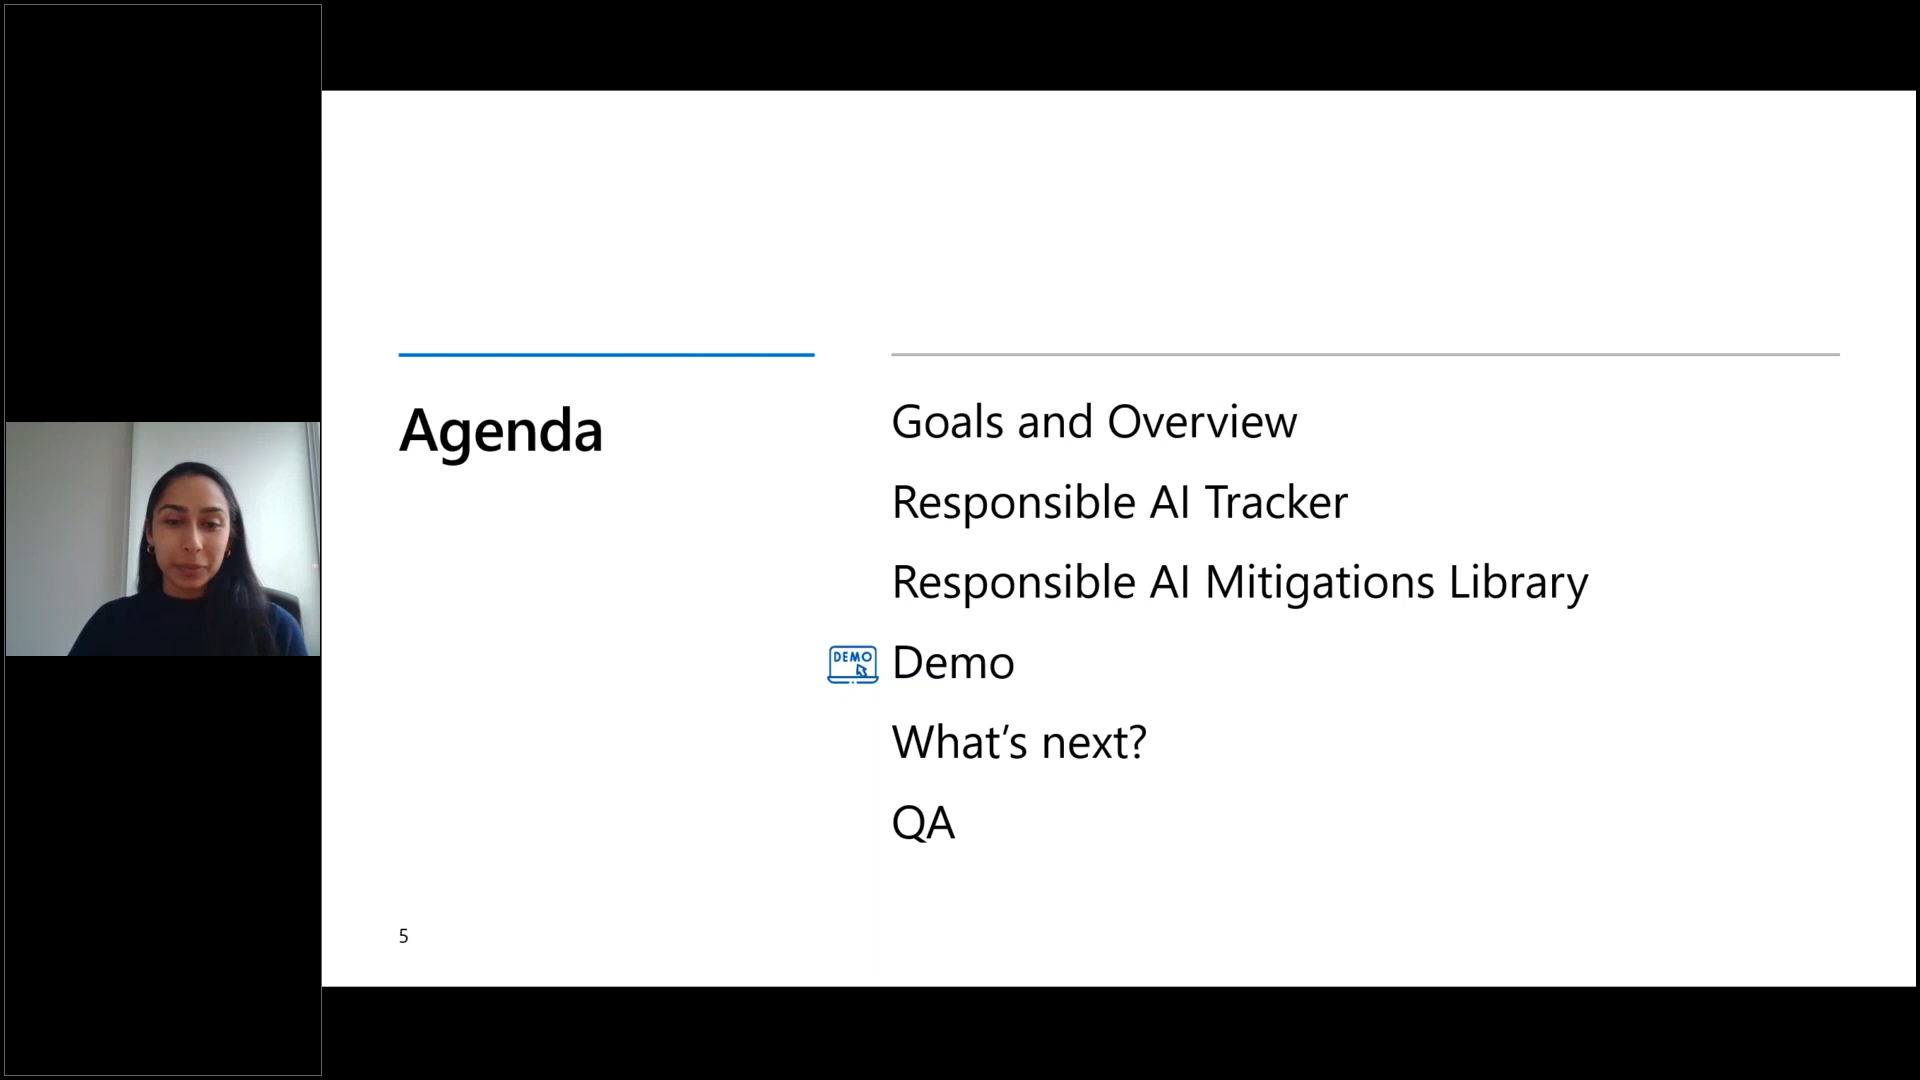 Agenda
Goals and Overview
Responsible AI Tracker
Responsible AI Mitigations Library
DEMO
Demo
What’s next?
QA
5